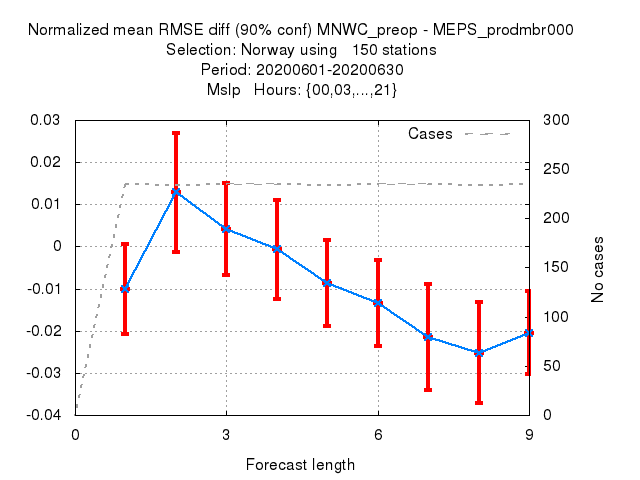 Normalized mean RMSE diff (90% conf) MNWC_preop - MEPS_prodmbr000
Selection: Norway using   150 stations
Period: 20200601-20200630
Mslp   Hours: {00,03,...,21}
0.03
0.02
0.01
0
-0.01
-0.02
-0.03
-0.04
Cases
300
250
200
150
100
50
0
No cases
0
3
6
9
Forecast length